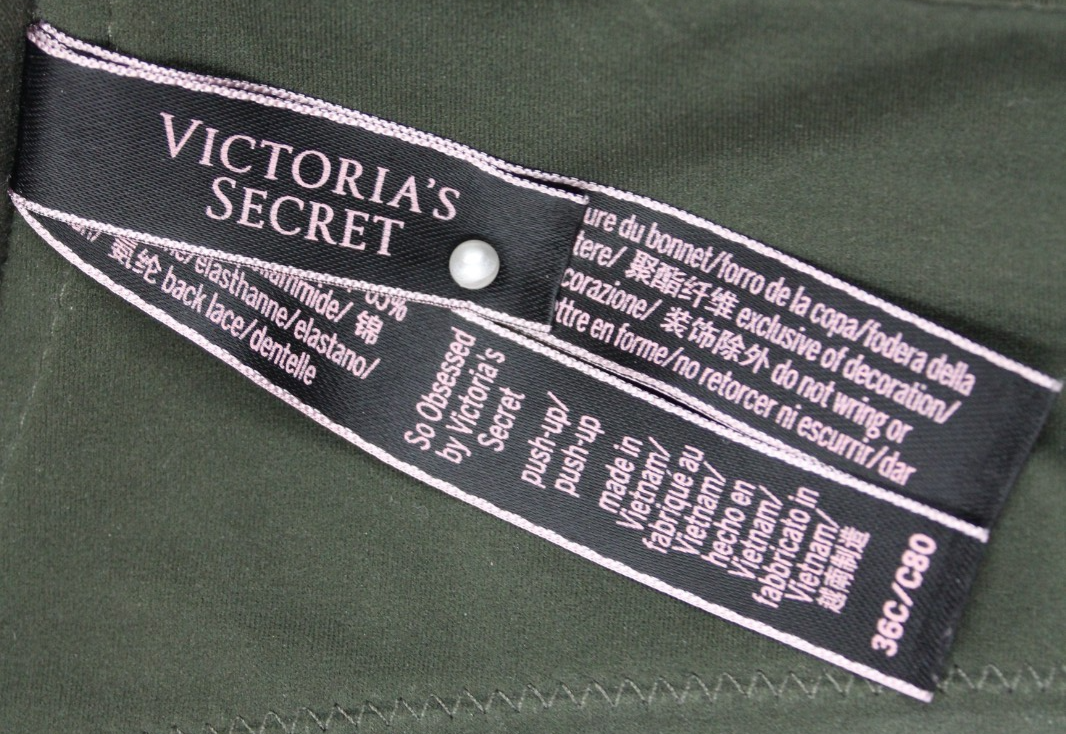 VICTORIA'S
SECRET
ure du bonnet/forro de la copa/fodera della
tere/ 聚酯纤维 exclusive of decoration/
corazione/ 装饰除外 do not wring or
ttre en forme/no retorcer ni escurrir/dar
65%
/ 锦
/elasthanne/elastano/
氨纶 back lace/dentelle
So Obsessed
by Victoria's
Secret
push-up/
push-up
made in
Vietnam/
fabriqué au
Vietnam/
hecho en
Vietnam/
fabbricato in
Vietnam/
越南制造
36C/C80